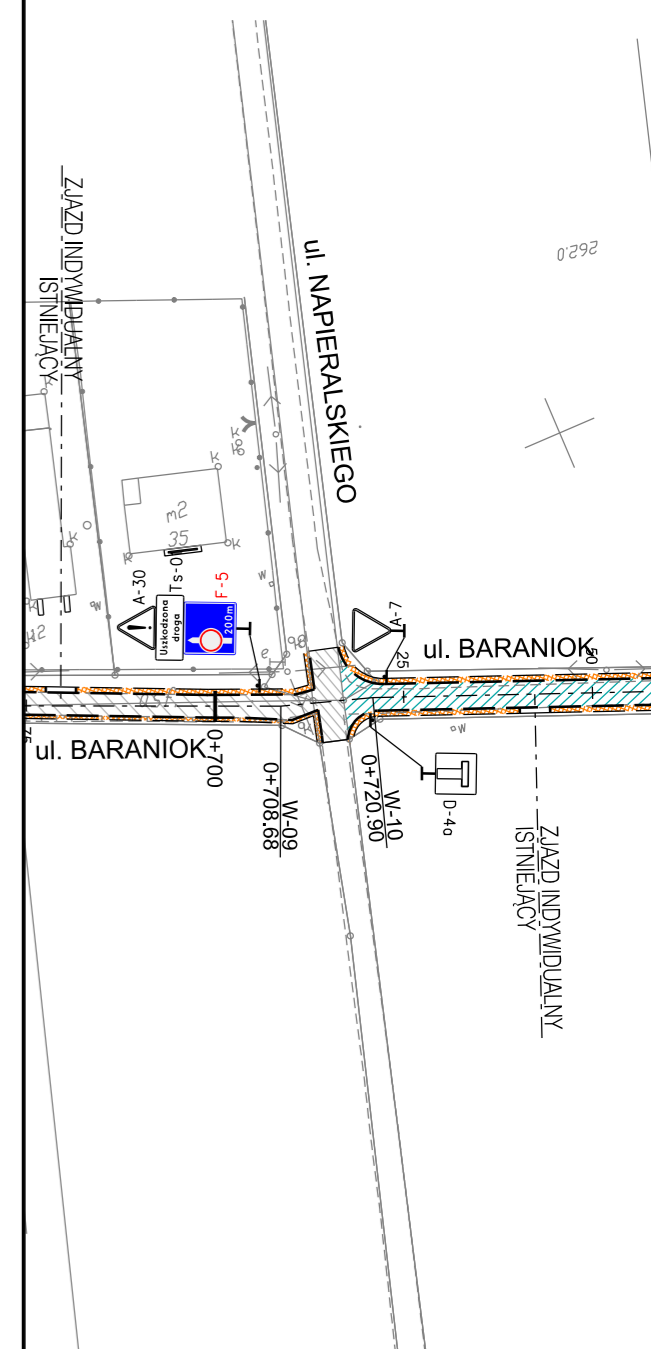 ZJAZD INDYWIDUALNY
ISTNIEJĄCY
ul. NAPIERALSKIEGO
262.0
m2
35
A-30
Ts-0
F-5
Uszkodzona
droga
200m
A-7
25
50
ul. BARANIOK
ul. BARANIOK
75
0+700
W-09
0+708.68
W-10
0+720.90
D-4a
ZJAZD INDYWIDUALNY
ISTNIEJĄCY